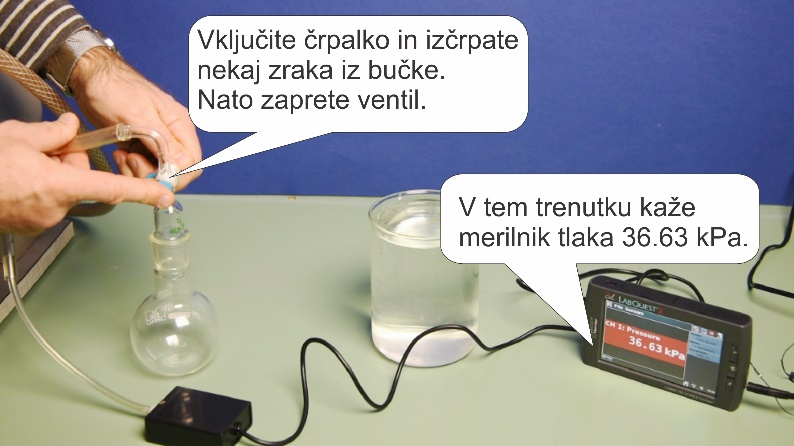 Vključite črpalko in izčrpate
nekaj zraka iz bučke.
Nato zaprete ventil.
V tem trenutku kaže
merilnik tlaka 36.63 kPa.
LABQUEST 2
CH 1: Pressure
36.63 kPa